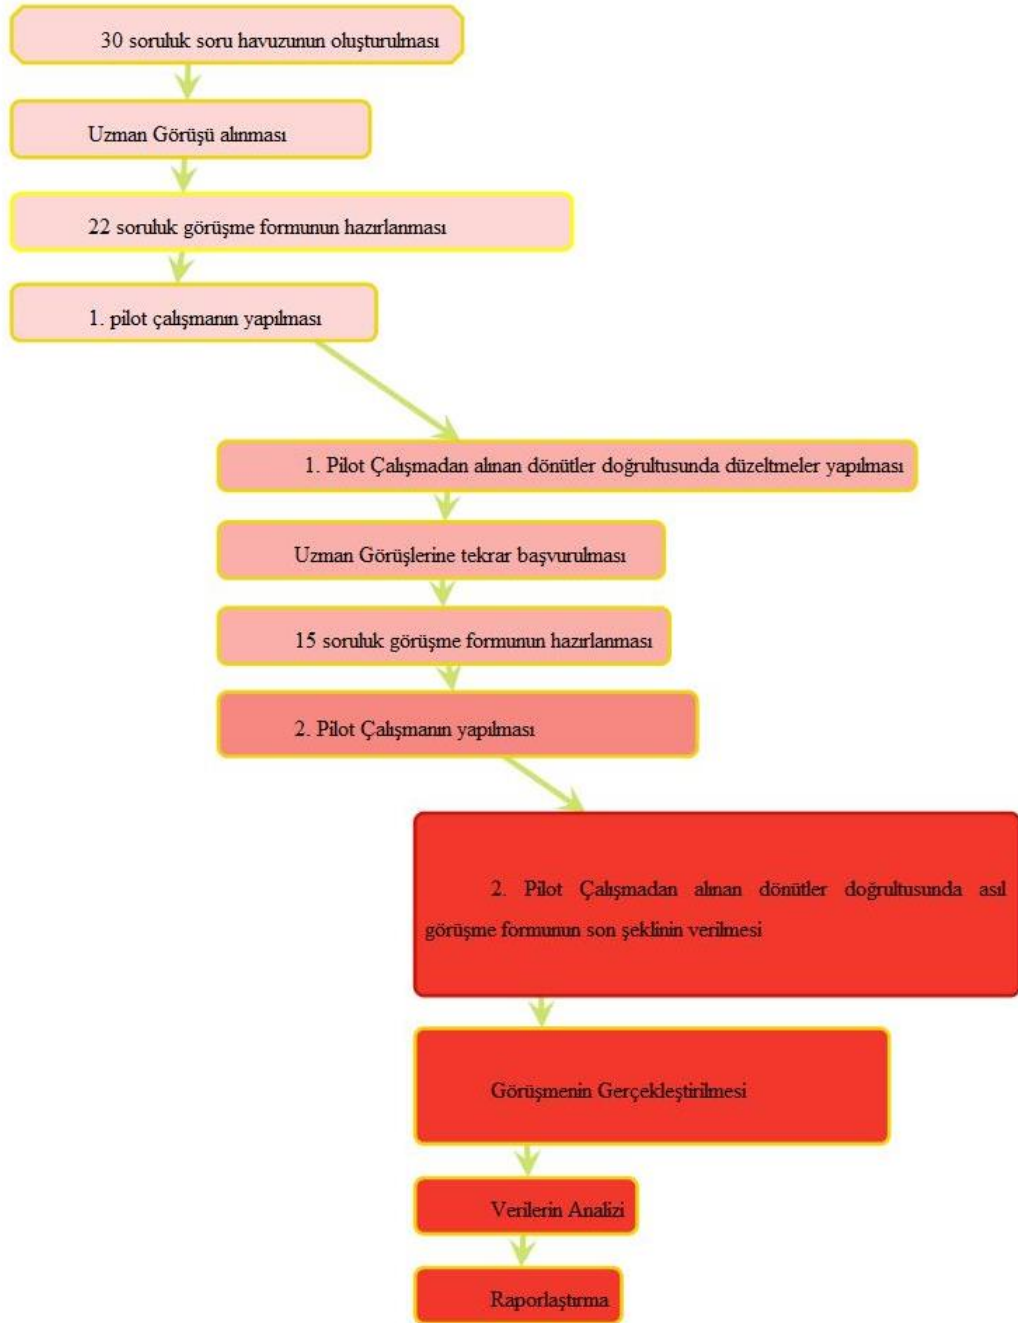 30 soruluk soru havuzunun oluşturulması
Uzman Görüşü alınması
22 soruluk görüşme formunun hazırlanması
1. pilot çalışmanın yapılması
1. Pilot Çalışmadan alınan dönütler doğrultusunda düzeltmeler yapılması
Uzman Görüşlerine tekrar başvurulması
15 soruluk görüşme formunun hazırlanması
2. Pilot Çalışmanın yapılması
2. Pilot Çalışmadan alınan dönütler doğrultusunda asıl
görüşme formunun son şeklinin verilmesi
Görüşmenin Gerçekleştirilmesi
Verilerin Analizi
Raporlaştırma